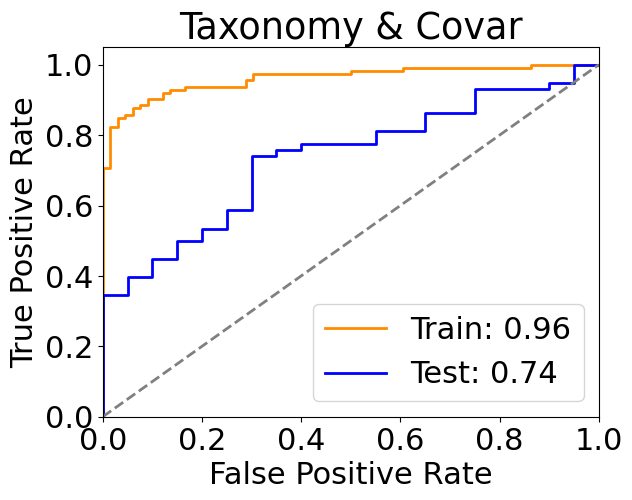 Taxonomy & Covar
True Positive Rate
1.0
0.8
0.6
0.4
0.2
0.0
Train: 0.96
Test: 0.74
0.0 0.2 0.4 0.6 0.8 1.0
False Positive Rate